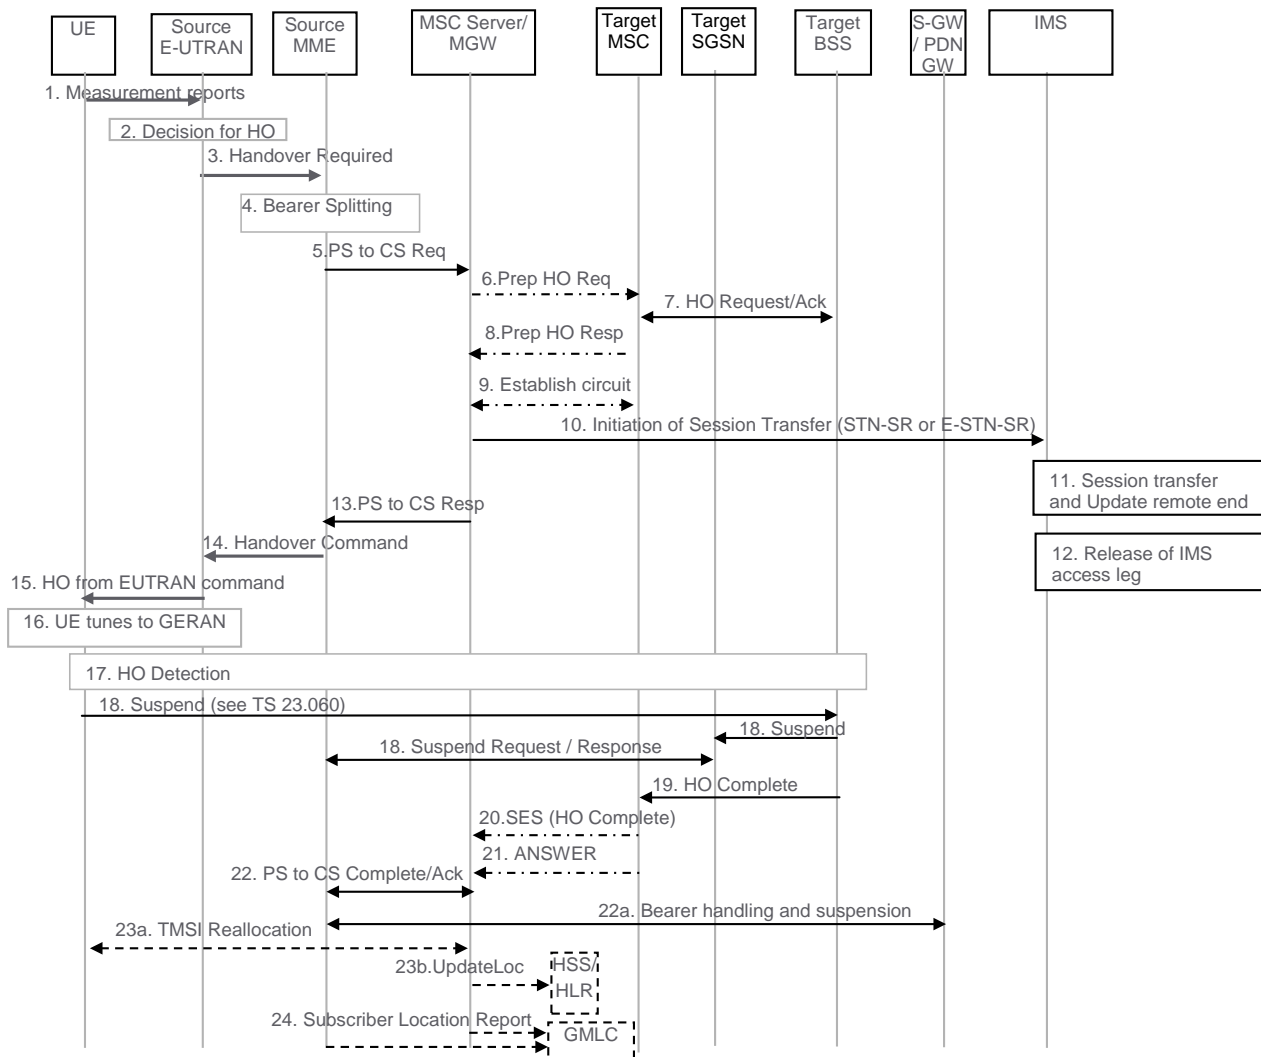 UE
Source
E-UTRAN
Source
MME
MSC Server/
MGW
Target
MSC
Target
SGSN
Target
BSS
S-GW
/ PDN
GW
IMS
1. Measurement reports
2. Decision for HO
3. Handover Required
4. Bearer Splitting
5.PS to CS Req
6.Prep HO Req
7. HO Request/Ack
8.Prep HO Resp
9. Establish circuit
10. Initiation of Session Transfer (STN-SR or E-STN-SR)
11. Session transfer
and Update remote end
13.PS to CS Resp
14. Handover Command
12. Release of IMS
access leg
15. HO from EUTRAN command
16. UE tunes to GERAN
17. HO Detection
18. Suspend (see TS 23.060)
18. Suspend
18. Suspend Request / Response
19. HO Complete
20.SES (HO Complete)
21. ANSWER
22. PS to CS Complete/Ack
22a. Bearer handling and suspension
23a. TMSI Reallocation
23b.UpdateLoc
HSS/
HLR
24. Subscriber Location Report
GMLC